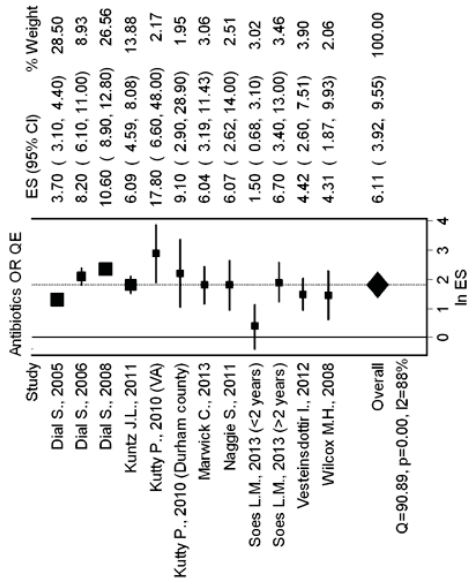 Antibiotics OR QE
Study ES (95% CI) % Weight
Dial S., 2005 3.70 ( 3.10, 4.40) 28.50
Dial S., 2006 8.20 ( 6.10, 11.00) 8.93
Dial S., 2008 10.60 ( 8.90, 12.80) 26.56
Kuntz J.L., 2011 6.09 ( 4.59, 8.08) 13.88
Kutty P., 2010 (VA) 17.80 ( 6.60, 48.00) 2.17
Kutty P., 2010 (Durham county) 9.10 ( 2.90, 28.90) 1.95
Marwick C., 2013 6.04 ( 3.19, 11.43) 3.06
Naggie S., 2011 6.07 ( 2.62, 14.00) 2.51
Soes L.M., 2013 (<2 years) 1.50 ( 0.68, 3.10) 3.02
Soes L.M., 2013 (>2 years) 6.70 ( 3.40, 13.00) 3.46
Vesteinsdottir I., 2012 4.42 ( 2.60, 7.51) 3.90
Wilcox M.H., 2008 4.31 ( 1.87, 9.93) 2.06
Overall 6.11 ( 3.92, 9.55) 100.00
Q=90.89, p=0.00, I2=88%
0 1 2 3 4
ln ES